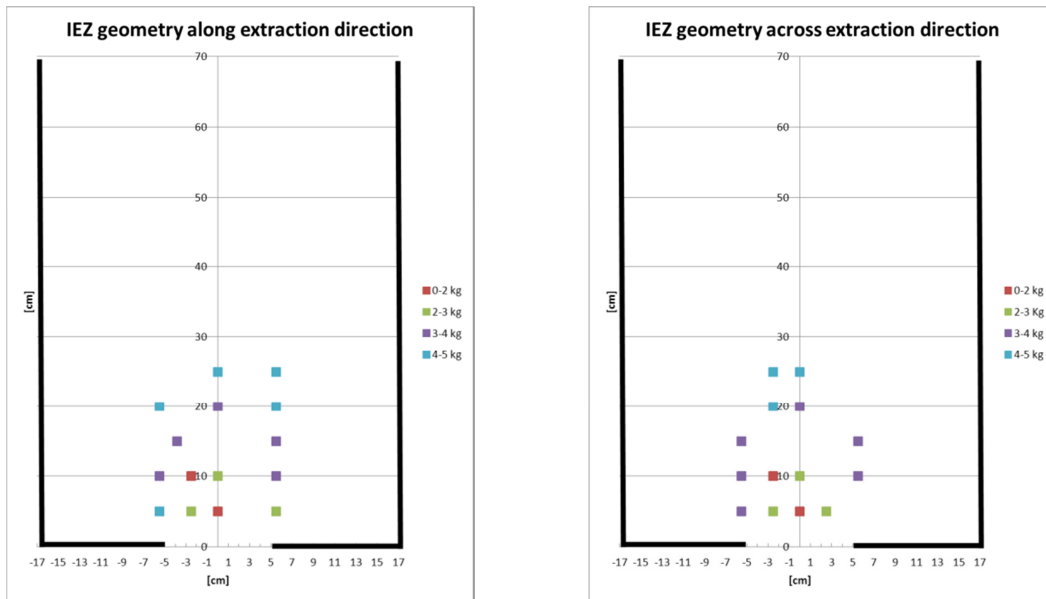 IEZ geometry along extraction direction
70
60
50
40
30
20
10
0
[cm]
-17 -15 -13 -11 -9 -7 -5 -3 -1 1 3 5 7 9 11 13 15 17
[cm]
0-2 kg
2-3 kg
3-4 kg
4-5 kg
IEZ geometry across extraction direction
70
60
50
40
30
20
10
0
[cm]
-17 -15 -13 -11 -9 -7 -5 -3 -1 1 3 5 7 9 11 13 15 17
[cm]
0-2 kg
2-3 Kg
3-4 kg
4-5 kg